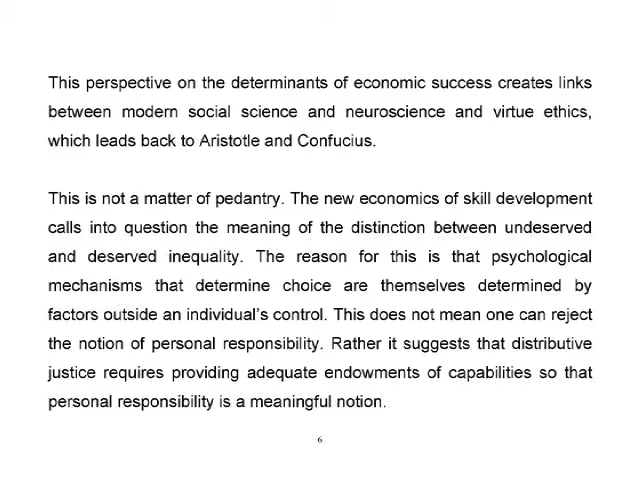 This perspective on the determinants of economic success creates links
between modern social science and neuroscience and virtue ethics,
which leads back to Aristotle and Confucius.
This is not a matter of pedantry. The new economics of skill development
calls into question the meaning of the distinction between undeserved
and deserved inequality. The reason for this is that psychological
mechanisms that determine choice are themselves determined by
factors outside an individual's control. This does not mean one can reject
the notion of personal responsibility. Rather it suggests that distributive
justice requires providing adequate endowments of capabilities so that
personal responsibility is a meaningful notion.
6